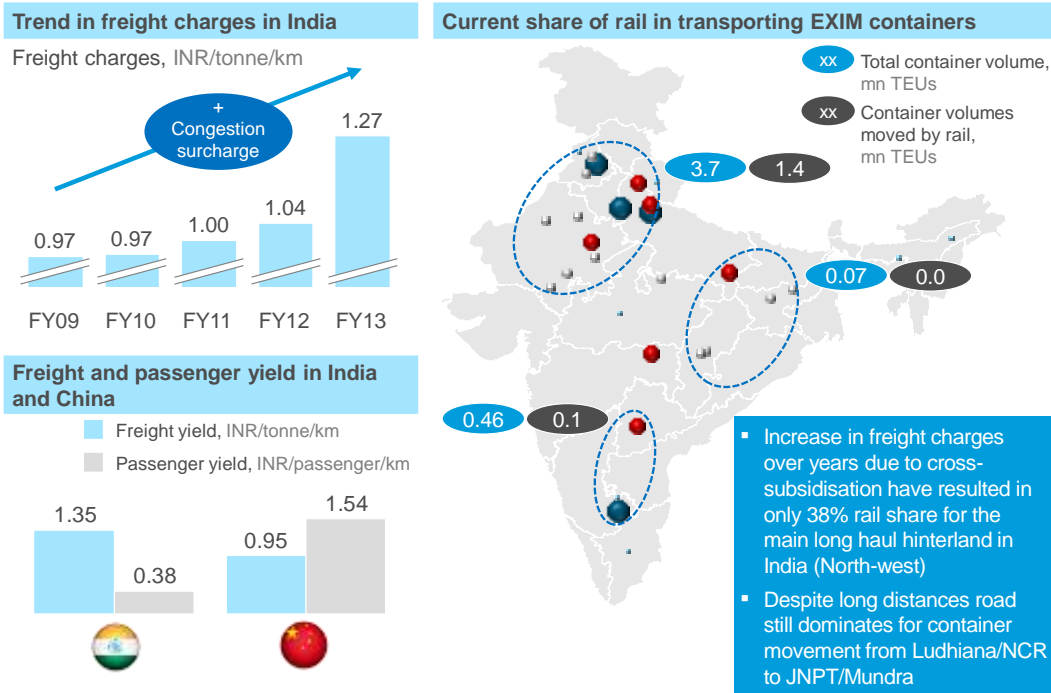 Trend in freight charges in India
Freight charges, INR/tonne/km
+
Congestion
surcharge
0.97
0.97
1.00
1.04
1.27
FY09
FY10
FY11
FY12
FY13
Freight and passenger yield in India
and China
Freight yield, INR/tonne/km
Passenger yield, INR/passenger/km
1.35
0.38
0.95
1.54
Current share of rail in transporting EXIM containers
xx
Total container volume,
mn TEUs
xx
Container volumes
moved by rail,
mn TEUs
3.7
1.4
0.07
0.0
0.46
0.1
▪ Increase in freight charges
over years due to cross-
subsidisation have resulted in
only 38% rail share for the
main long haul hinterland in
India (North-west)
▪ Despite long distances road
still dominates for container
movement from Ludhiana/NCR
to JNPT/Mundra